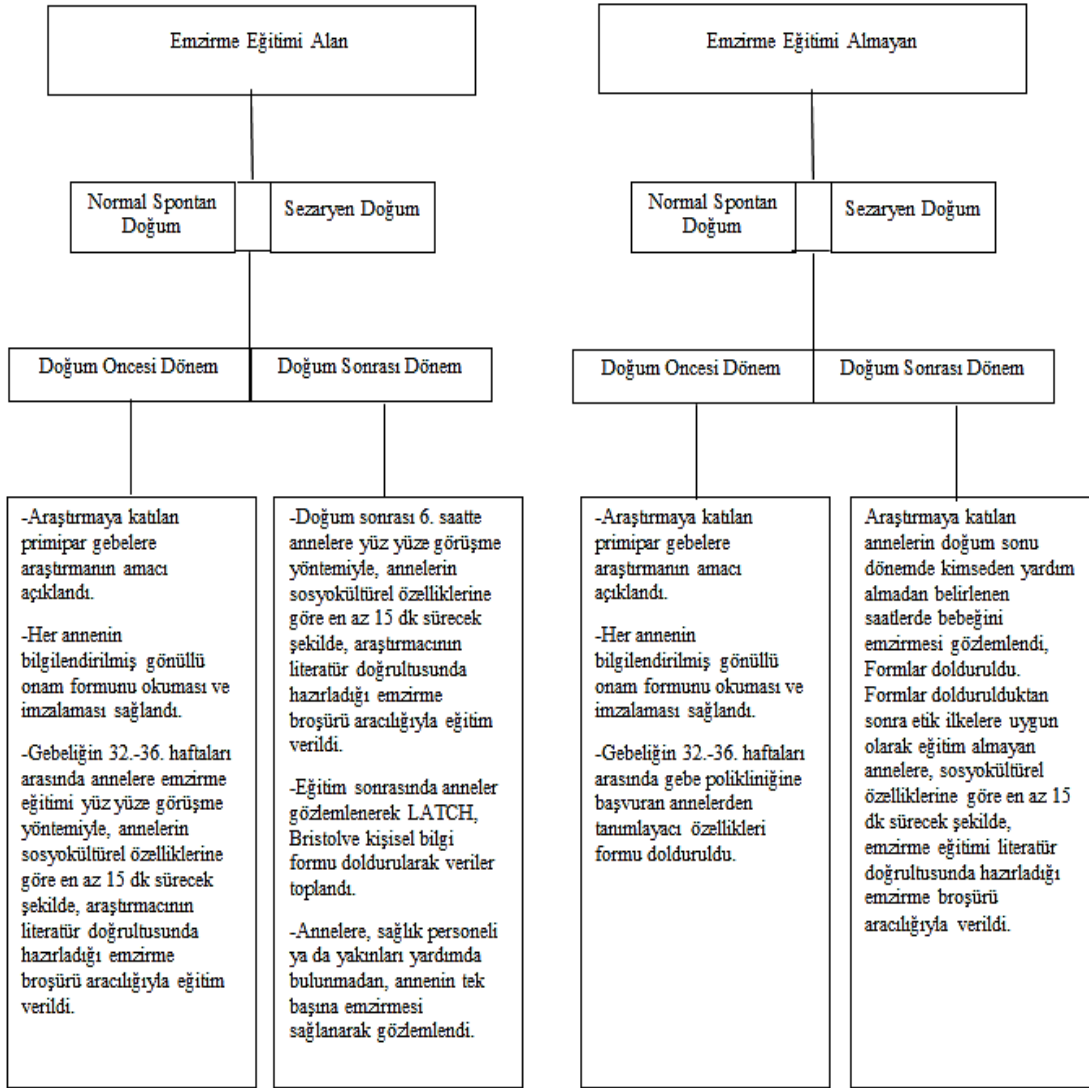 Emzirme Eğitimi Alan
Normal Spontan
Doğum
Sezaryen Doğum
Doğum Oncesi Dönem
Doğum Sonrası Dönem
-Araştırmaya katılan
primipar gebelere
araştırmanın amacı
açıklandı.
-Her annenin
bilgilendirilmiş gönüllü
onam formunu okuması ve
imzalaması sağlandı.
-Gebeliğin 32.-36. haftaları
arasında annelere emzirme
eğitimi yüz yüze görüşme
yöntemiyle, annelerin
sosyokültürel özelliklerine
göre en az 15 dk sürecek
şekilde, araştırmacının
literatür doğrultusunda
hazırladığı emzirme
broşürü aracılığıyla eğitim
verildi.
-Doğum sonrası 6. saatte
annelere yüz yüze görüşme
yöntemiyle, annelerin
sosyokültürel özelliklerine
göre en az 15 dk sürecek
şekilde, araştırmacının
literatür doğrultusunda
hazırladığı emzirme
broşürü aracılığıyla eğitim
verildi.
-Eğitim sonrasında anneler
gözlemlenerek LATCH,
Bristolve kişisel bilgi
formu doldurularak veriler
toplandı.
-Annelere, sağlık personeli
ya da yakınları yardımda
bulunmadan, annenin tek
başına emzirmesi
sağlanarak gözlemlendi.
Emzirme Eğitimi Almayan
Normal Spontan
Doğum
Sezaryen Doğum
Doğum Oncesi Dönem
Doğum Sonrası Dönem
-Araştırmaya katılan
primipar gebelere
araştırmanın amacı
açıklandı.
-Her annenin
bilgilendirilmiş gönüllü
onam formunu okuması ve
imzalaması sağlandı.
-Gebeliğin 32.-36. haftaları
arasında gebe polikliniğine
başvuran annelerden
tanımlayacı özellikleri
formu dolduruldu.
Araştırmaya katılan
annelerin doğum sonu
dönemde kimseden yardım
almadan belirlenen
saatlerde bebeğini
emzirmesi gözlemlendi,
Formlar dolduruldu.
Formlar doldurulduktan
sonra etik ilkelere uygun
olarak eğitim almayan
annelere, sosyokültürel
özelliklerine göre en az 15
dk sürecek şekilde,
emzirme eğitimi literatür
doğrultusunda hazırladığı
emzirme broşürü
aracılığıyla verildi.